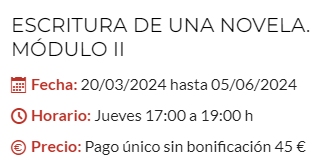 ESCRITURA DE UNA NOVELA.
MÓDULO II
Fecha: 20/03/2024 hasta 05/06/2024
Horario: Jueves 17:00 a 19:00 h
Precio: Pago único sin bonificación 45 €